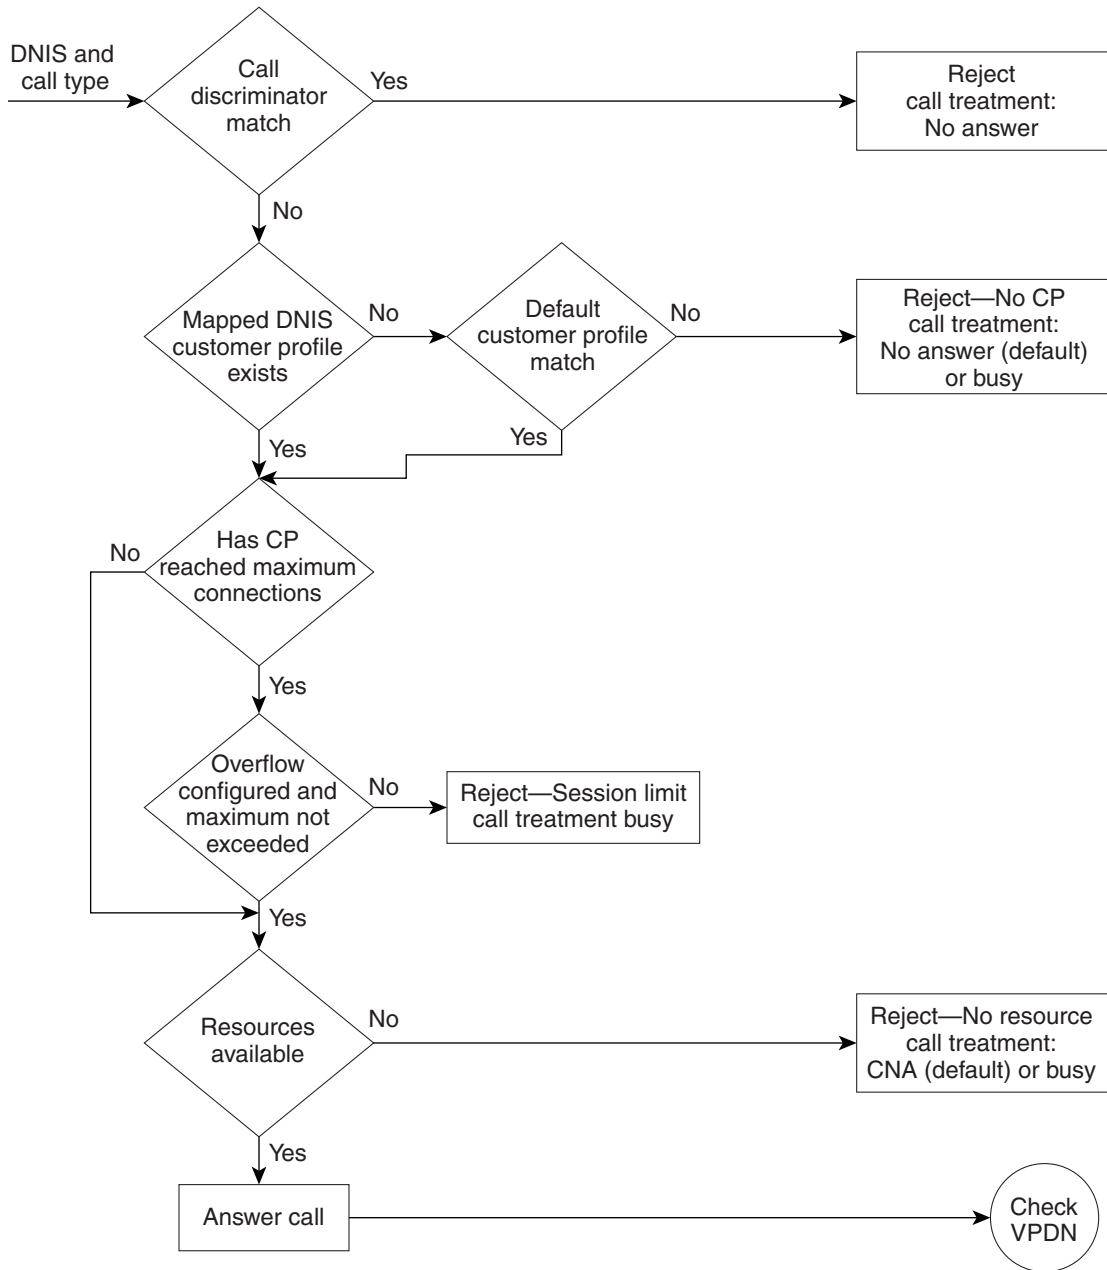 DNIS and
call type
Call
discriminator
match
Yes
Reject
call treatment:
No answer
No
Mapped DNIS
customer profile
exists
No
Default
customer profile
match
No
Reject—No CP
call treatment:
No answer (default)
or busy
Yes
Yes
Has CP
reached maximum
connections
No
Yes
Overflow
configured and
maximum not
exceeded
No
Reject—Session limit
call treatment busy
Yes
Resources
available
No
Reject—No resource
call treatment:
CNA (default) or busy
Yes
Answer call
Check
VPDN